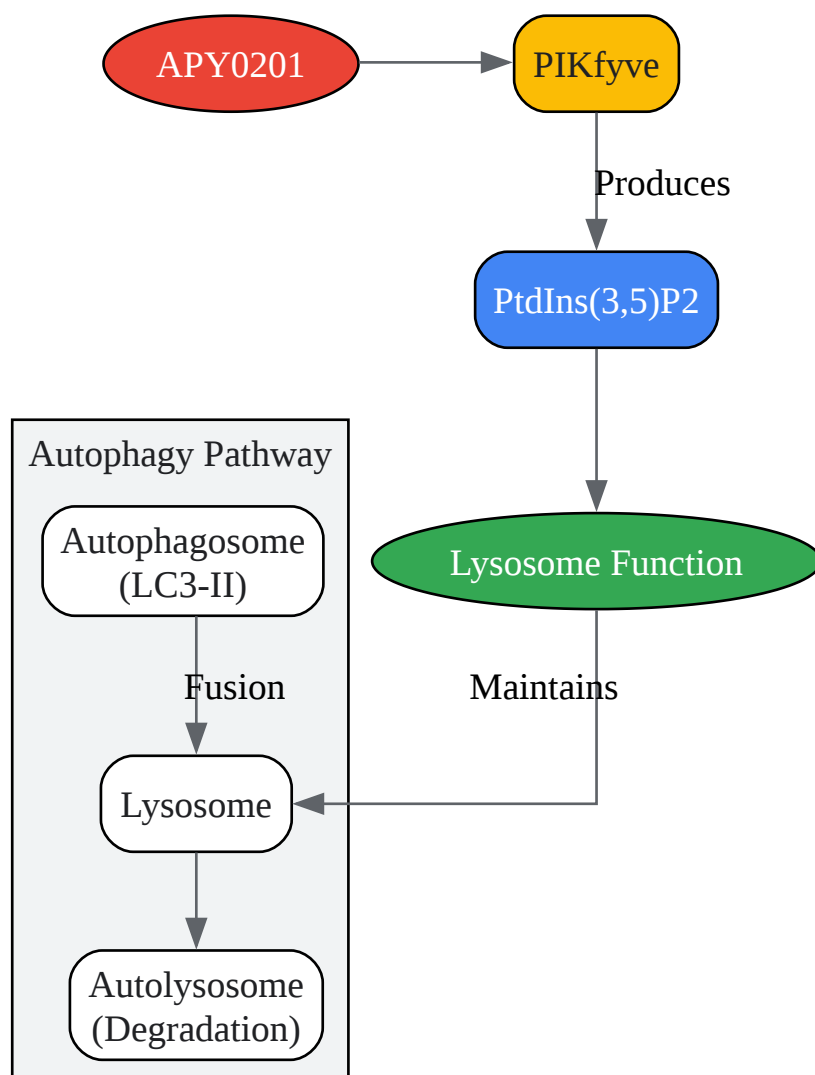 APY0201
PIKfyve
Produces
PtdIns(3,5)P2
Autophagy Pathway
Autophagosome
(LC3-II)
Lysosome Function
Fusion
Maintains
Lysosome
Autolysosome
(Degradation)